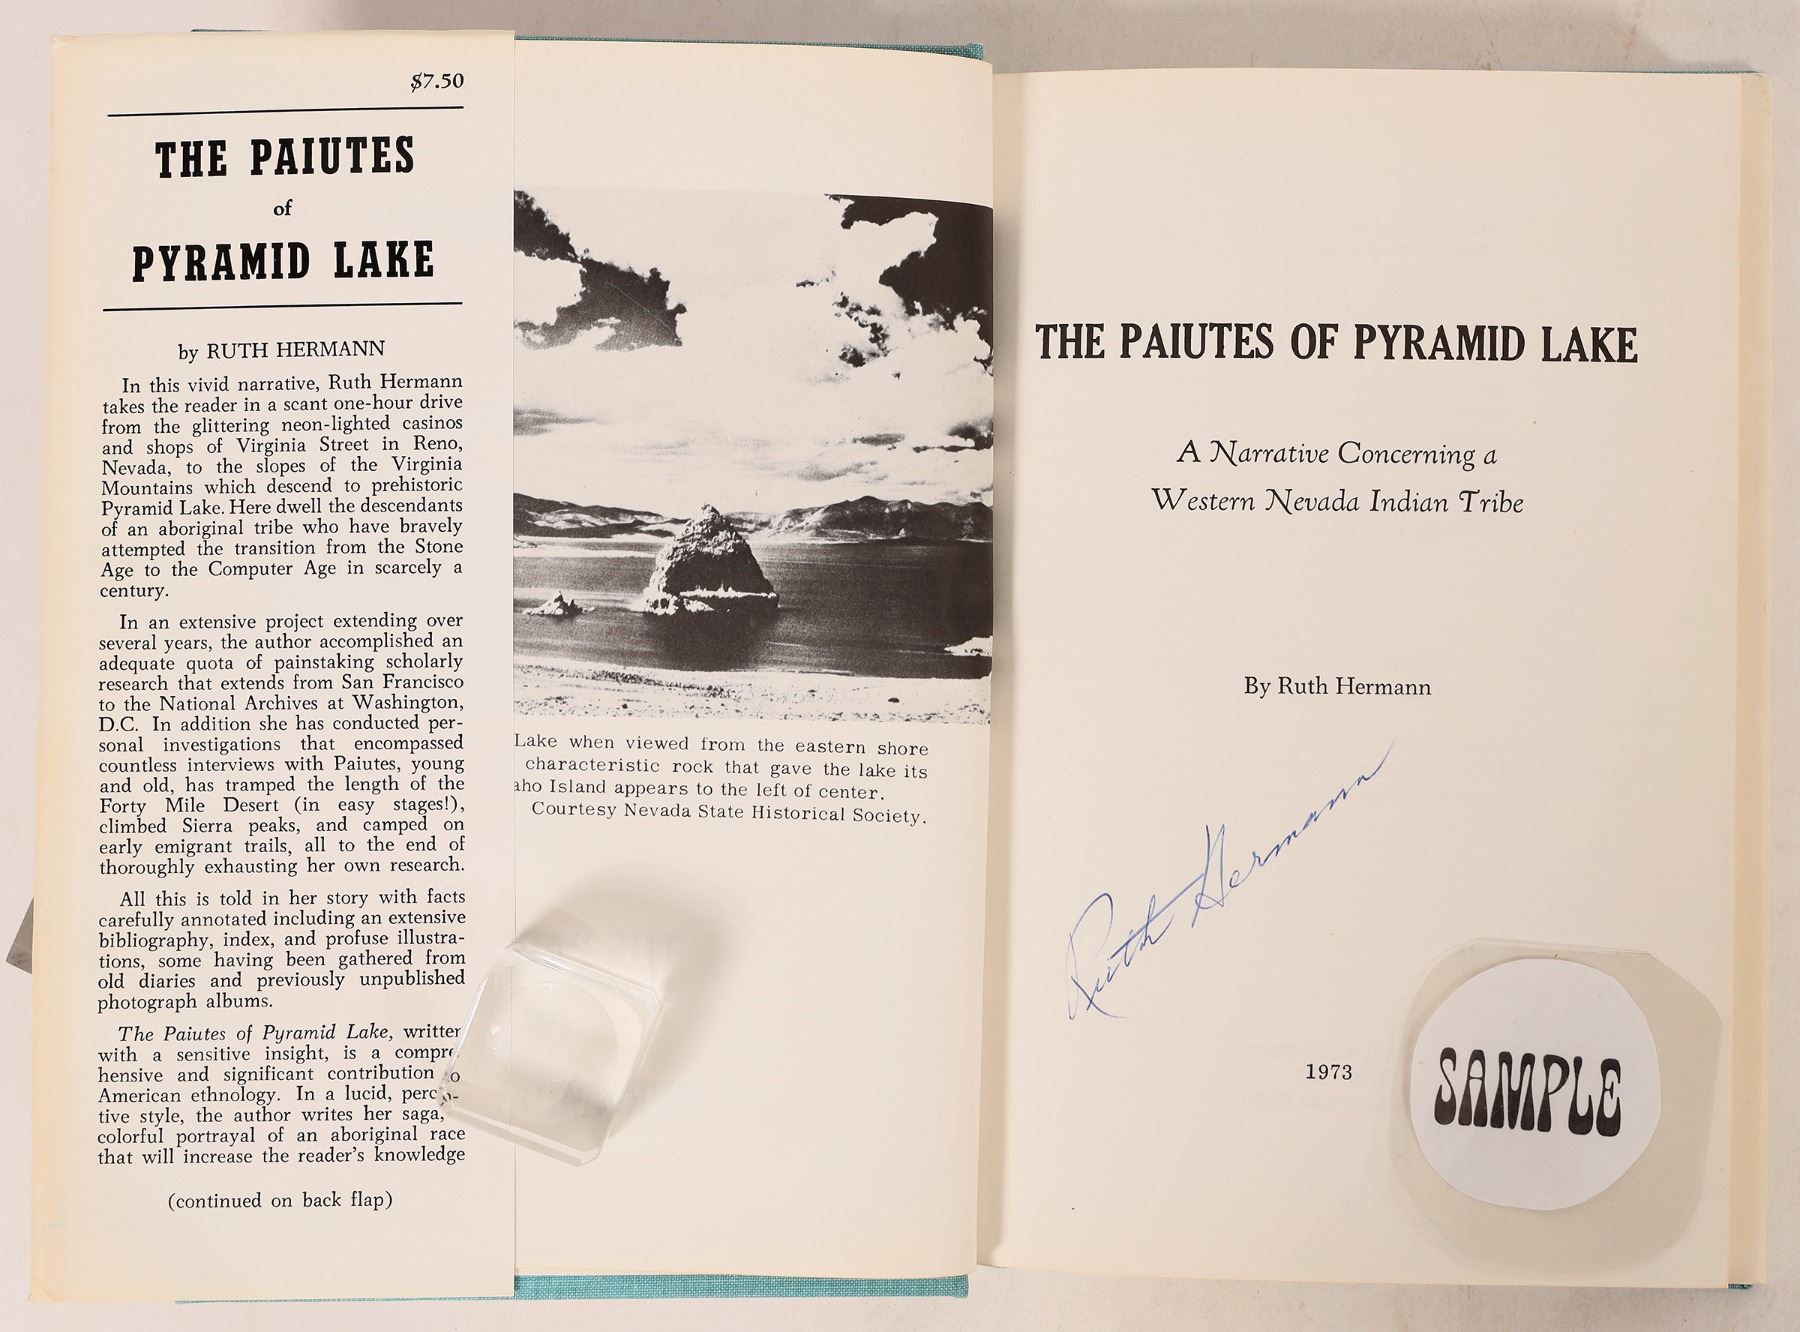 $7.50
THE PAIUTES
of
PYRAMID LAKE
by RUTH HERMANN
In this vivid narrative, Ruth Hermann
takes the reader in a scant one-hour drive
from the glittering neon-lighted casinos
and shops of Virginia Street in Reno,
Nevada, to the slopes of the Virginia
Mountains which descend to prehistoric
Pyramid Lake. Here dwell the descendants
of an aboriginal tribe who have bravely
attempted the transition from the Stone
Age to the Computer Age in scarcely a
century.
In an extensive project extending over
several years, the author accomplished an
adequate quota of painstaking scholarly
research that extends from San Francisco
to the National Archives at Washington,
D.C. In addition she has conducted per-
sonal investigations that encompassed
countless interviews with Paiutes, young
and old, has tramped the length of the
Forty Mile Desert (in easy stages!),
climbed Sierra peaks, and camped on
early emigrant trails, all to the end of
thoroughly exhausting her own research.
All this is told in her story with facts
carefully annotated including an extensive
bibliography, index, and profuse illustra-
tions, some having been gathered from
old diaries and previously unpublished
photograph albums.
The Paiutes of Pyramid Lake, written
with a sensitive insight, is a compre-
hensive and significant contribution to
American ethnology. In a lucid, percep-
tive style, the author writes her saga,
colorful portrayal of an aboriginal race
that will increase the reader's knowledge
(continued on back flap)
Lake when viewed from the eastern shore
characteristic rock that gave the lake its
aho Island appears to the left of center.
Courtesy Nevada State Historical Society.
THE PAIUTES OF PYRAMID LAKE
A Narrative Concerning a
Western Nevada Indian Tribe
By Ruth Hermann
Ruth Hermann
1973
SAMPLE